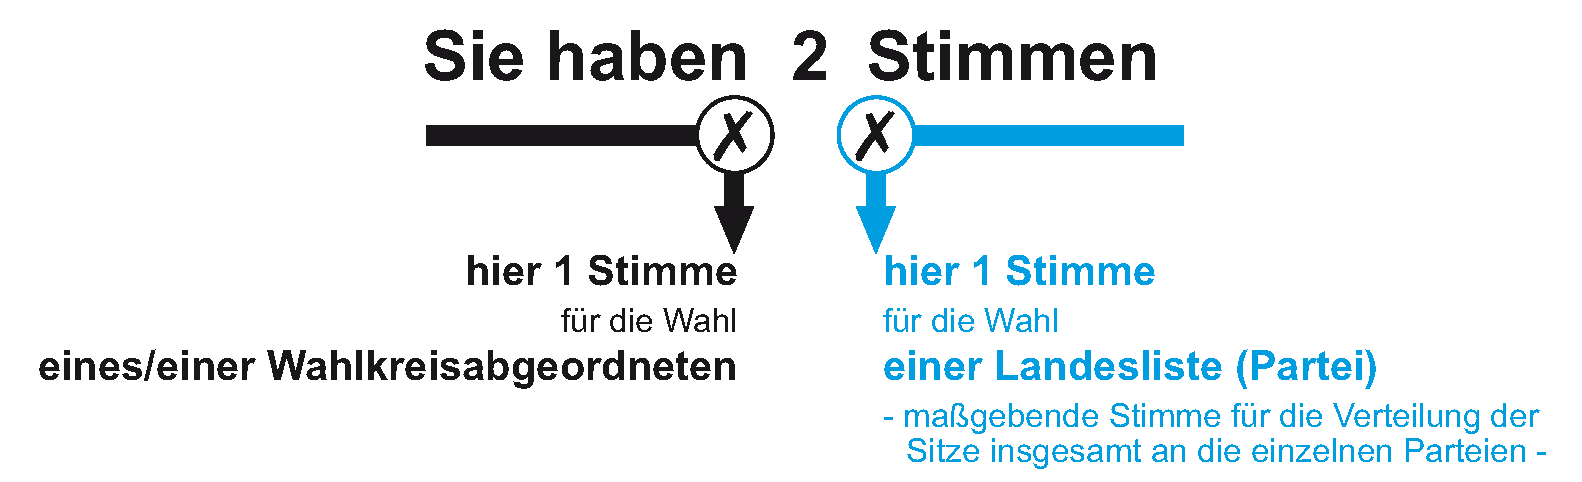 Sie haben 2 Stimmen
hier 1 Stimme
für die Wahl
eines/einer Wahlkreisabgeordneten
hier 1 Stimme
für die Wahl
einer Landesliste (Partei)
- maßgebende Stimme für die Verteilung der
Sitze insgesamt an die einzelnen Parteien -